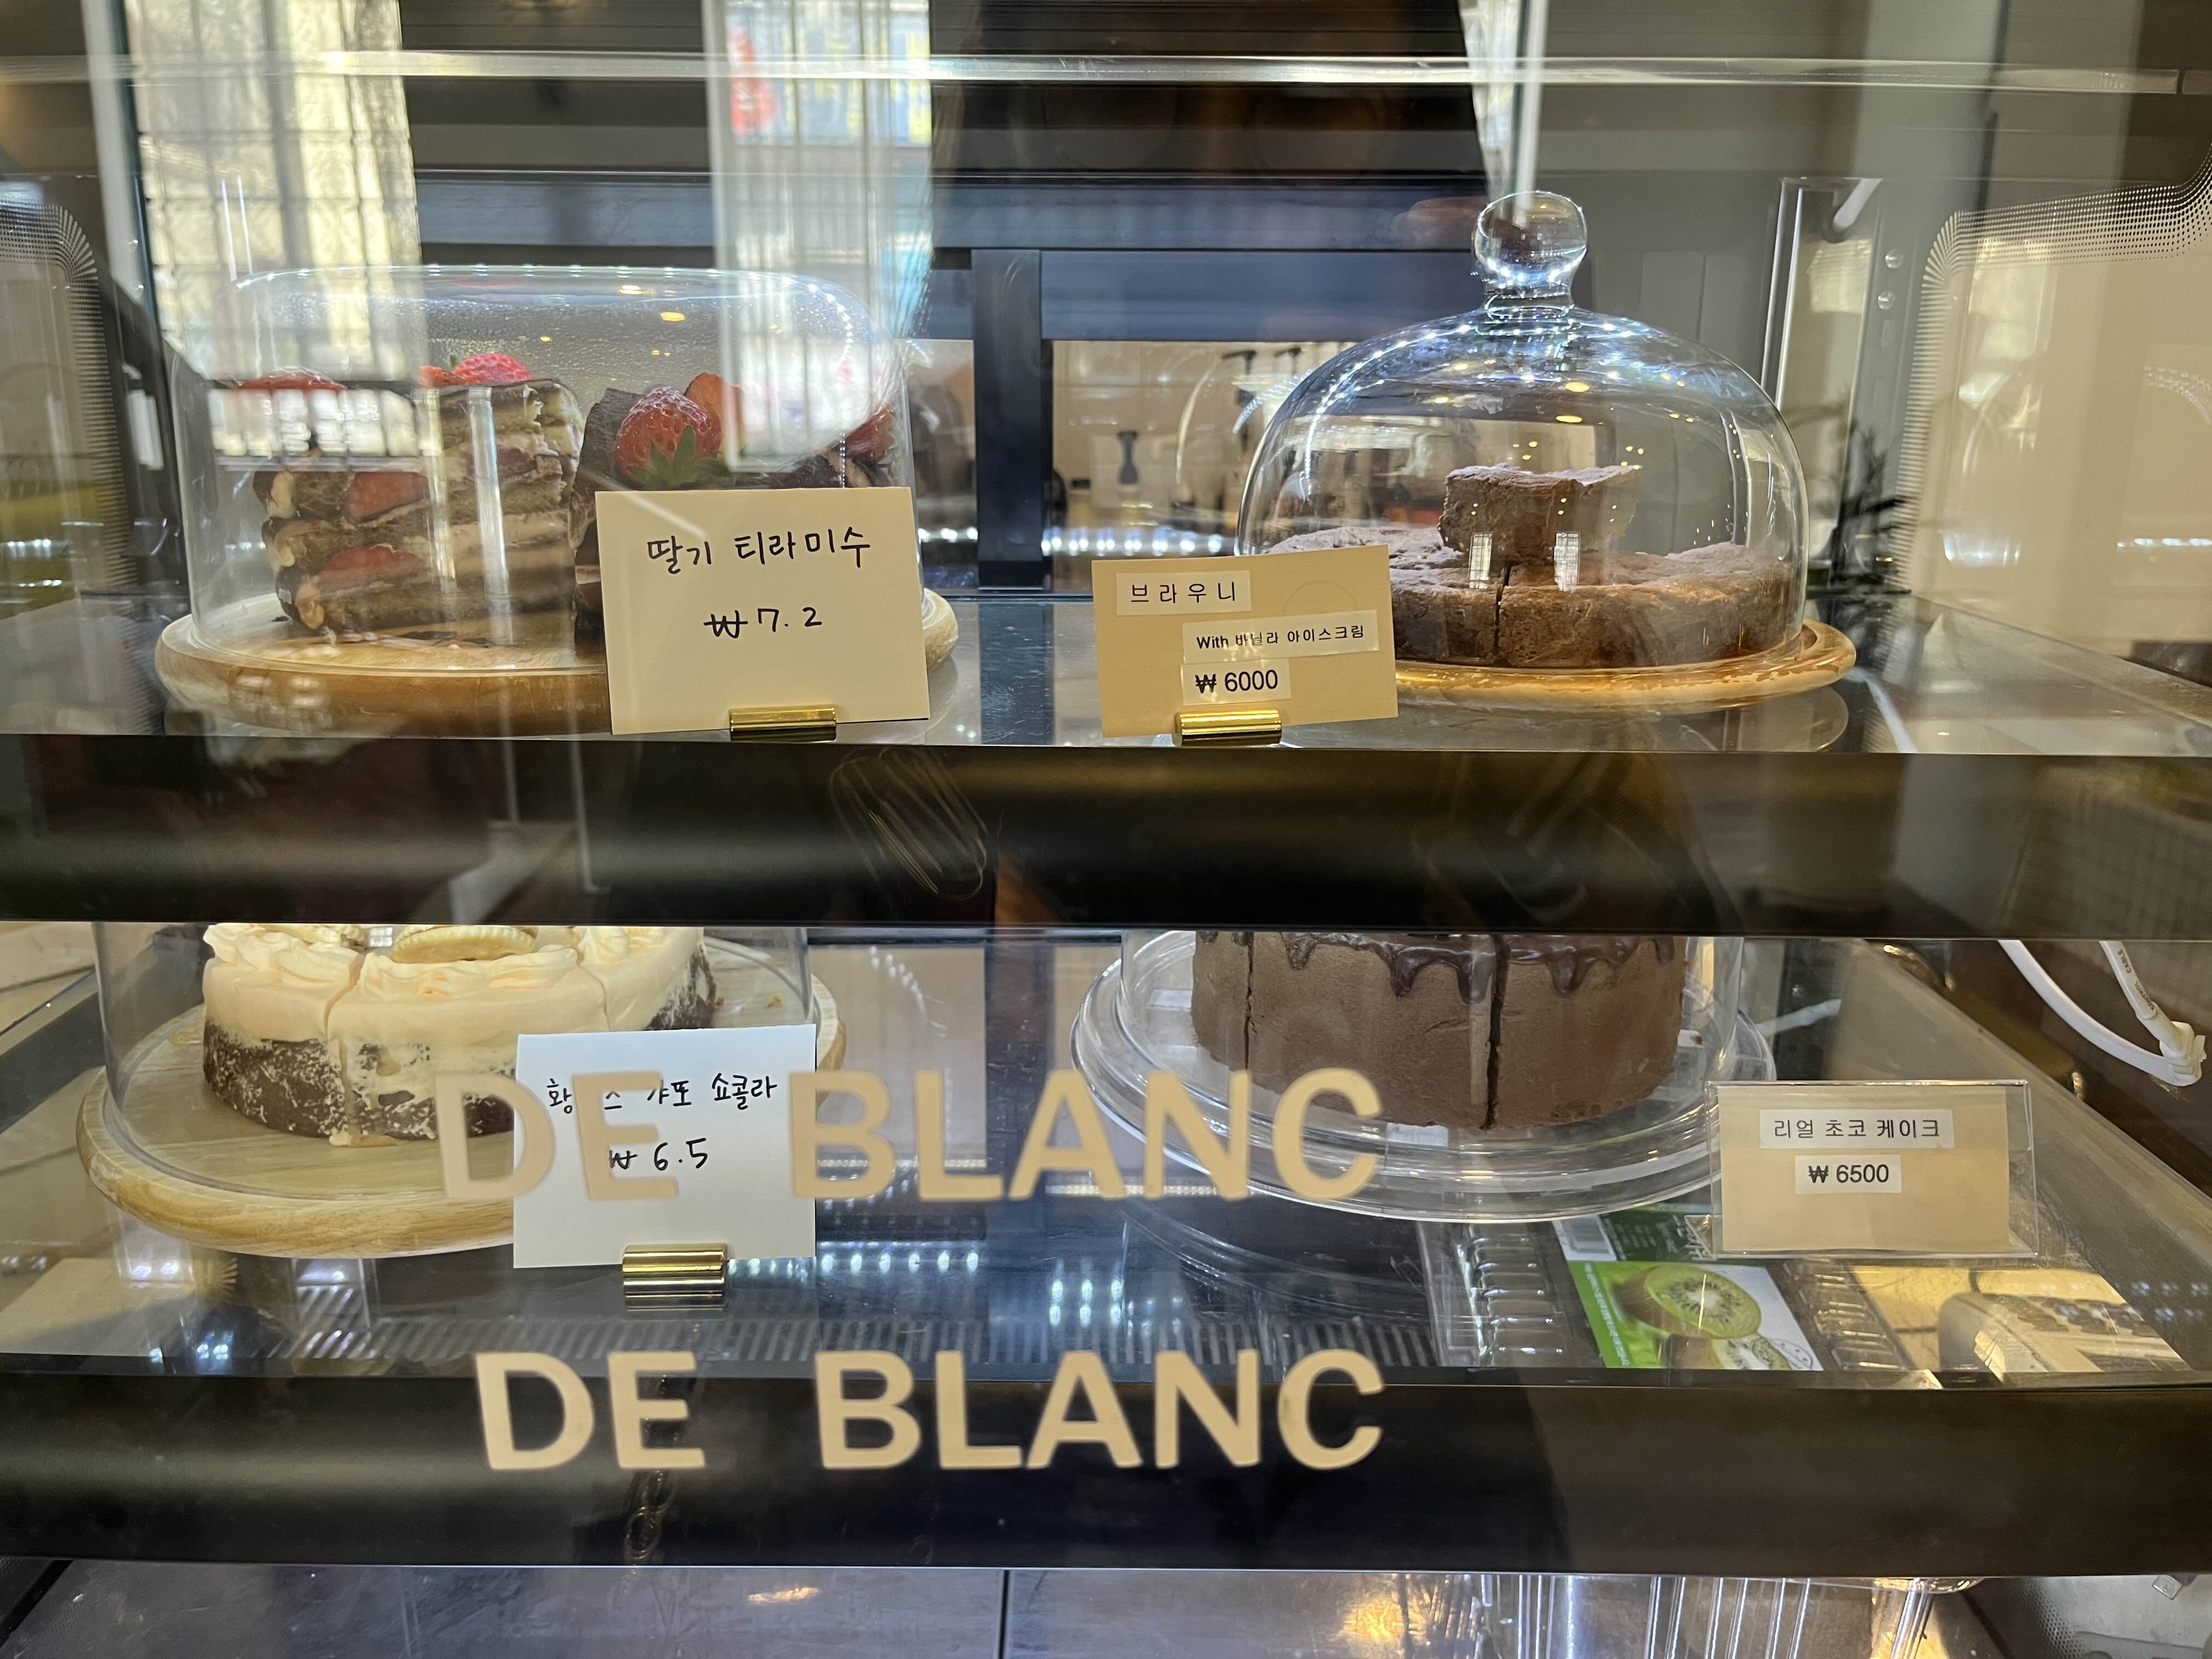 딸기 티라미수
₩7.2
브라우니
With 바닐라 아이스크림
₩ 6000
쇼콜라
₩ 6.5
리얼 초코 케이크
₩ 6500
DE BLANC
DE BLANC